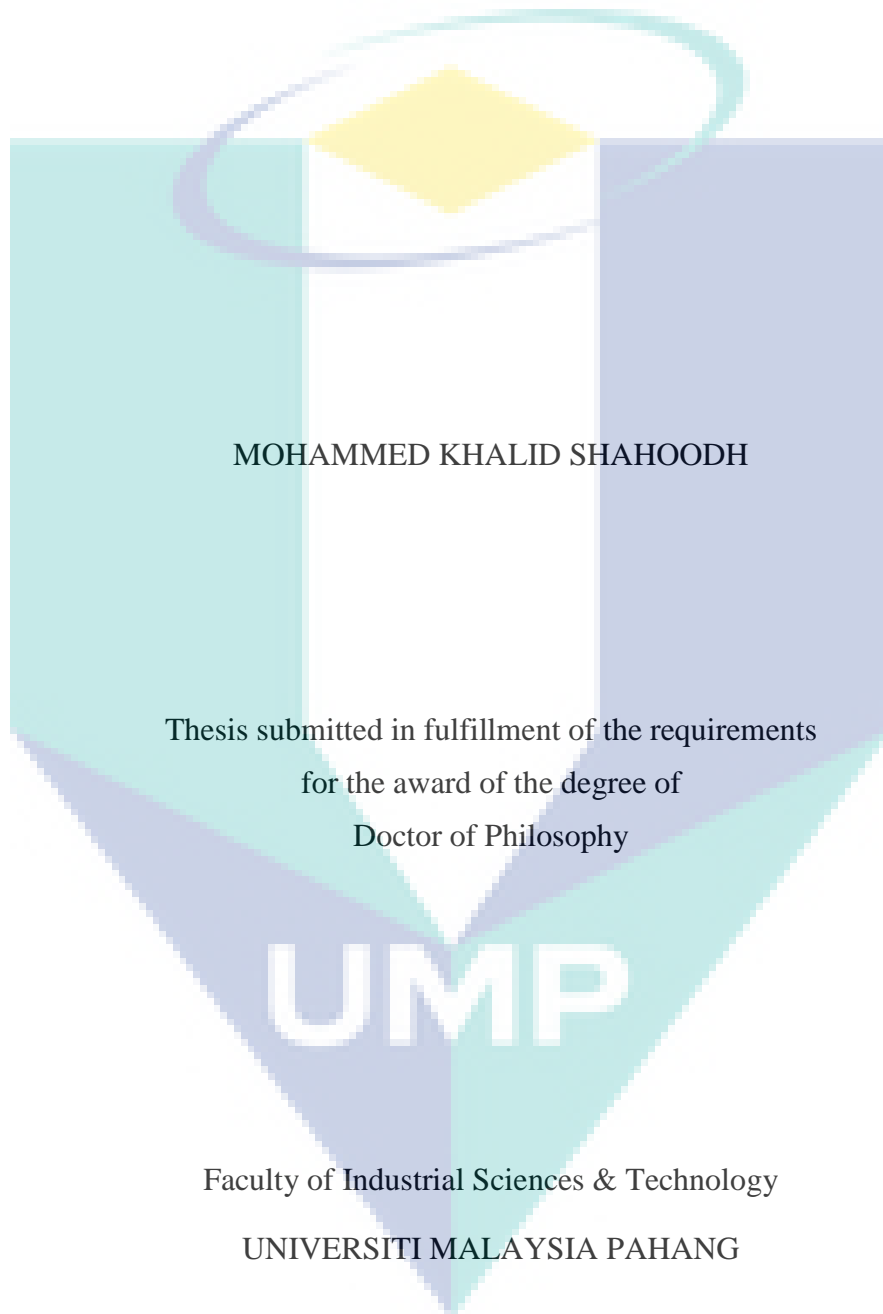 MOHAMMED KHALID SHAHOODH
Thesis submitted in fulfillment of the requirements
for the award of the degree of
Doctor of Philosophy
UMP
Faculty of Industrial Sciences & Technology
UNIVERSITI MALAYSIA PAHANG